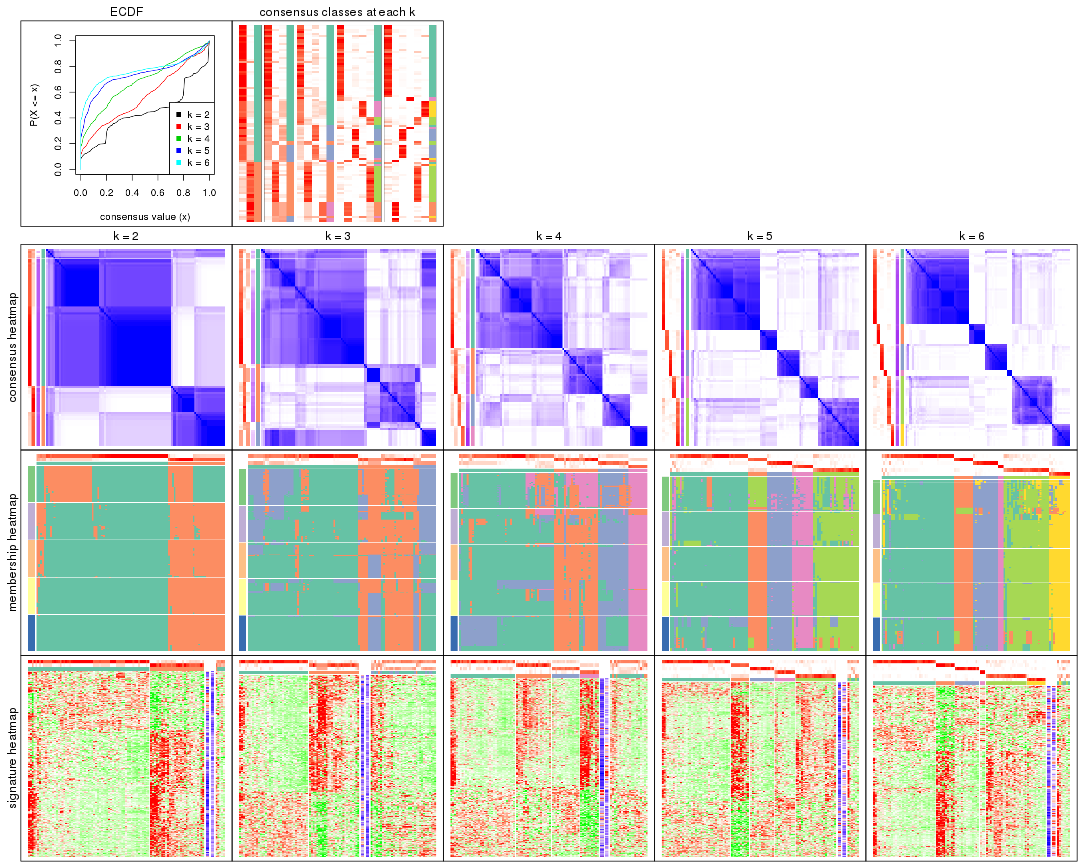 ECDF
consensus classes at each k
P(X <= x)
0.0 0.2 0.4 0.6 0.8 1.0
k = 2
k = 3
k = 4
k = 5
k = 6
0.0 0.2 0.4 0.6 0.8 1.0
consensus value (x)
k = 2 k = 3 k = 4 k = 5 k = 6
consensus heatmap
membership heatmap
signature heatmap